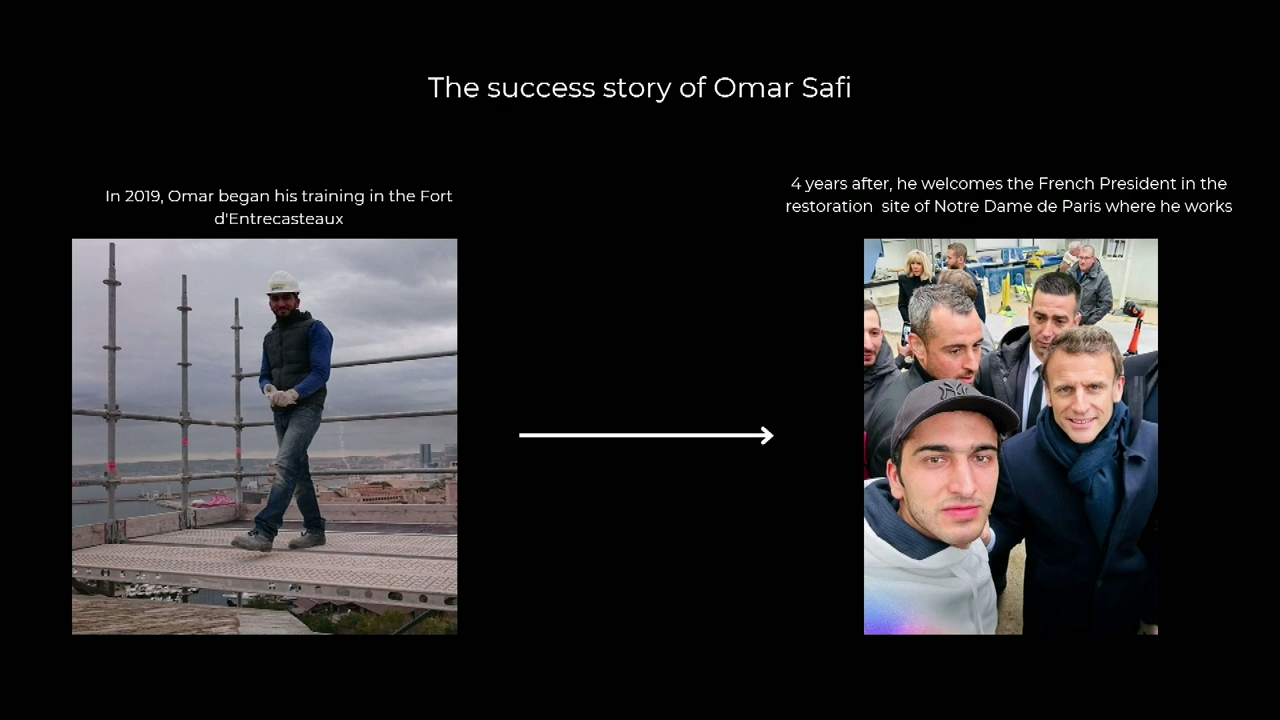 The success story of Omar Safi
In 2019, Omar began his training in the Fort
d'Entrecasteaux
4 years after, he welcomes the French President in the
restoration  site of Notre Dame de Paris where he works